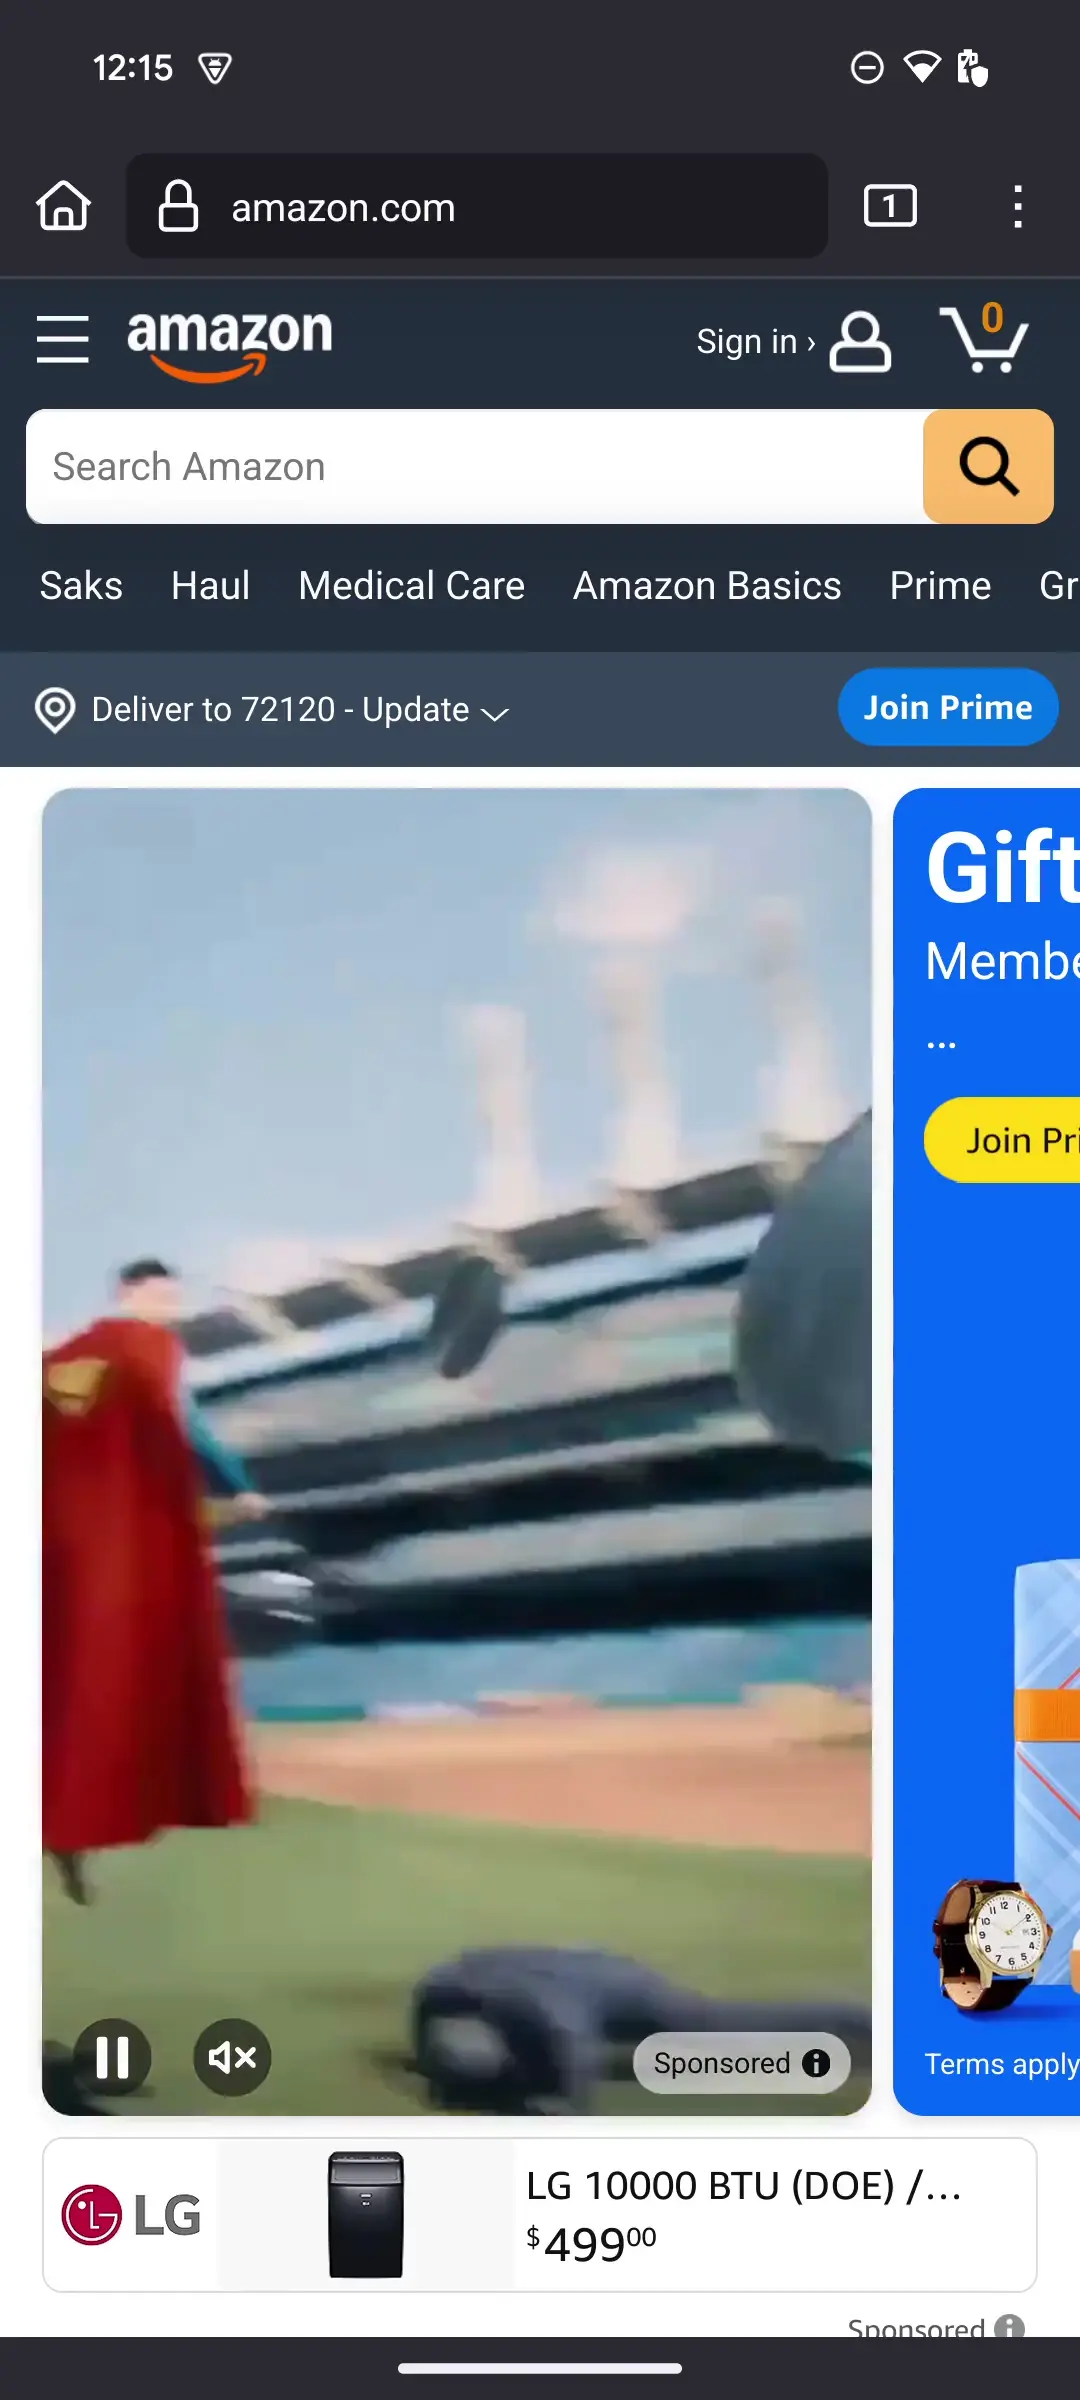 12:15
amazon.com
1
amazon
Sign in ›
0
Search Amazon
Saks Haul Medical Care Amazon Basics Prime Gr
Deliver to 72120 - Update
Join Prime
Gift
Membe
...
Join Pri
Terms apply
Sponsored
LG
LG 10000 BTU (DOE) /...
$49900
Sponsored